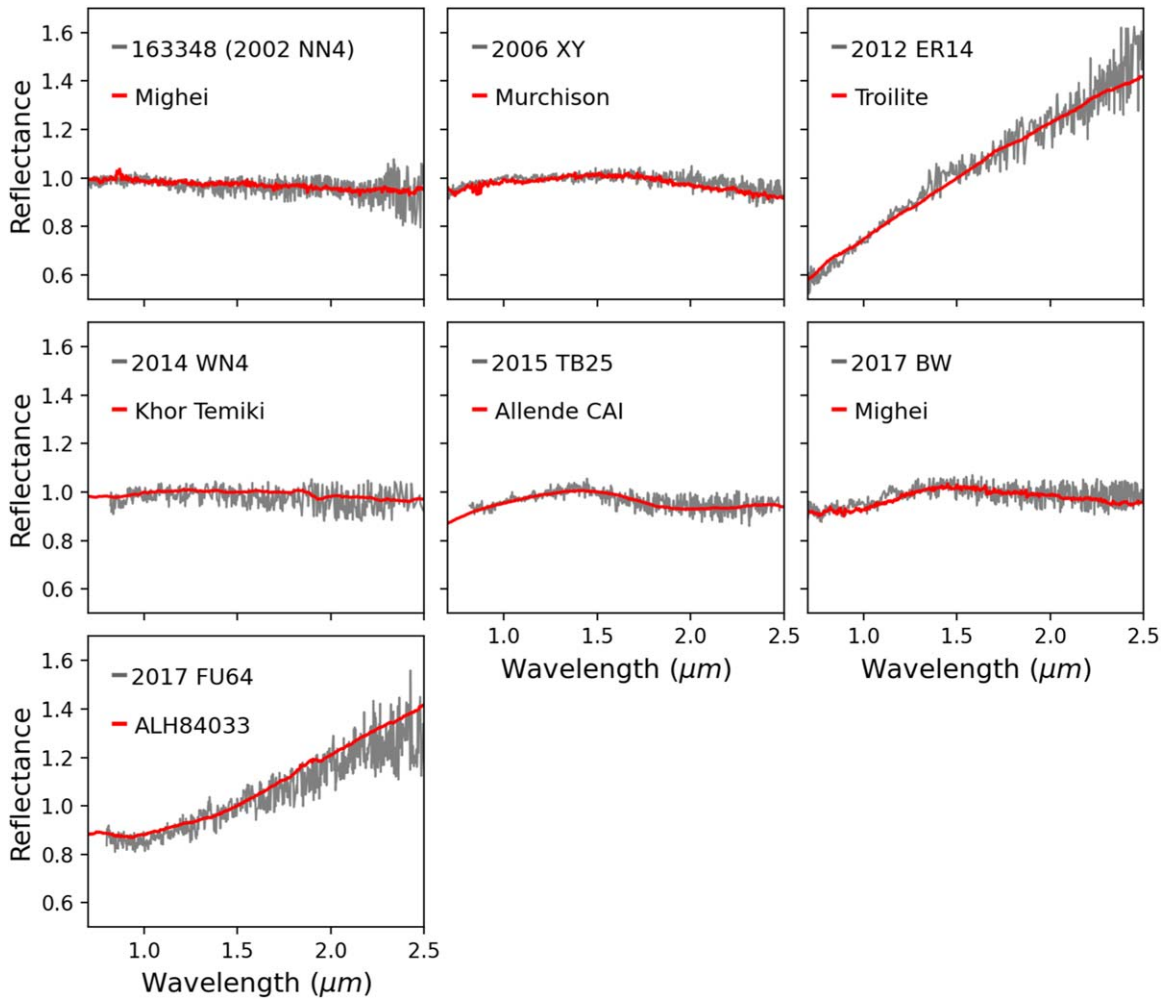 Reflectance
1.6
1.4
1.2
1.0
0.8
0.6
163348 (2002 NN4)
Mighei
2006 XY
Murchison
2012 ER14
Troilite
Reflectance
1.6
1.4
1.2
1.0
0.8
0.6
2014 WN4
Khor Temiki
2015 TB25
Allende CAI
2017 BW
Mighei
1.0 1.5 2.0 2.5
Wavelength (μm)
1.0 1.5 2.0 2.5
Wavelength (μm)
Reflectance
1.6
1.4
1.2
1.0
0.8
0.6
2017 FU64
ALH84033
1.0 1.5 2.0 2.5
Wavelength (μm)